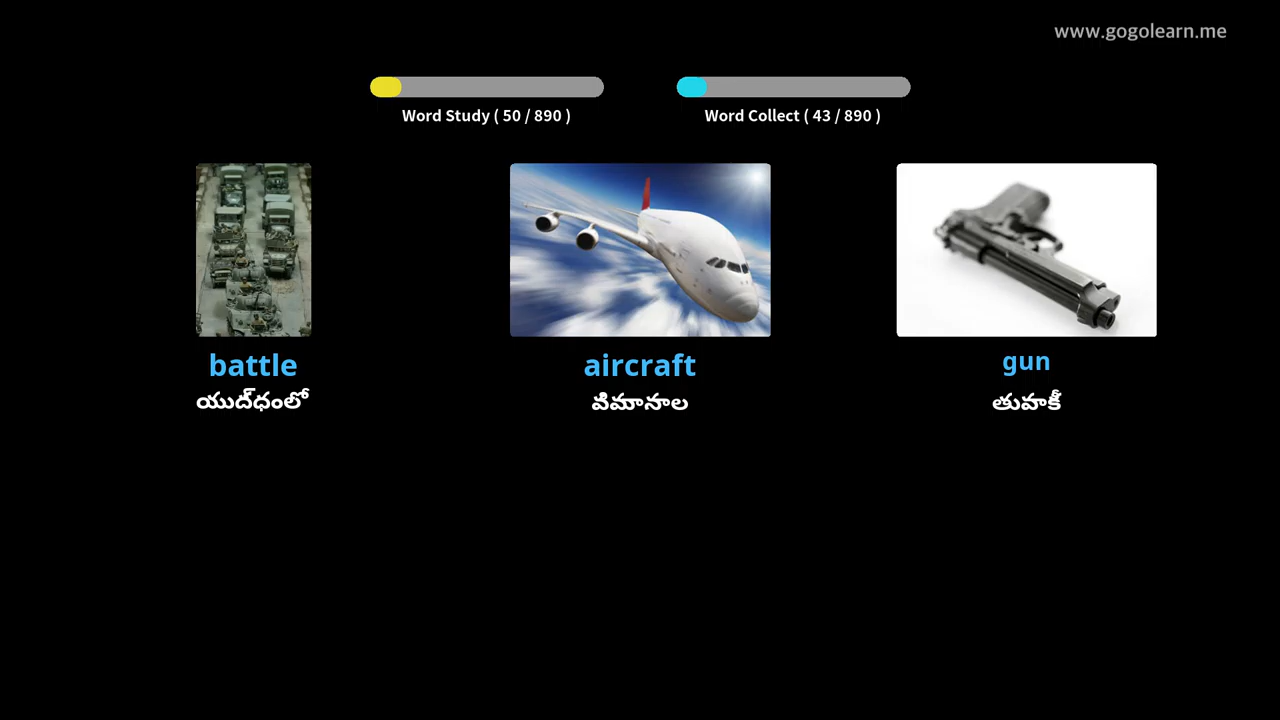 www.gogolearn.me
Word Study ( 50 / 890 )
Word Collect ( 43 / 890 )
battle
యుద్ధంలో
aircraft
విమానాల
gun
తుపాకీ